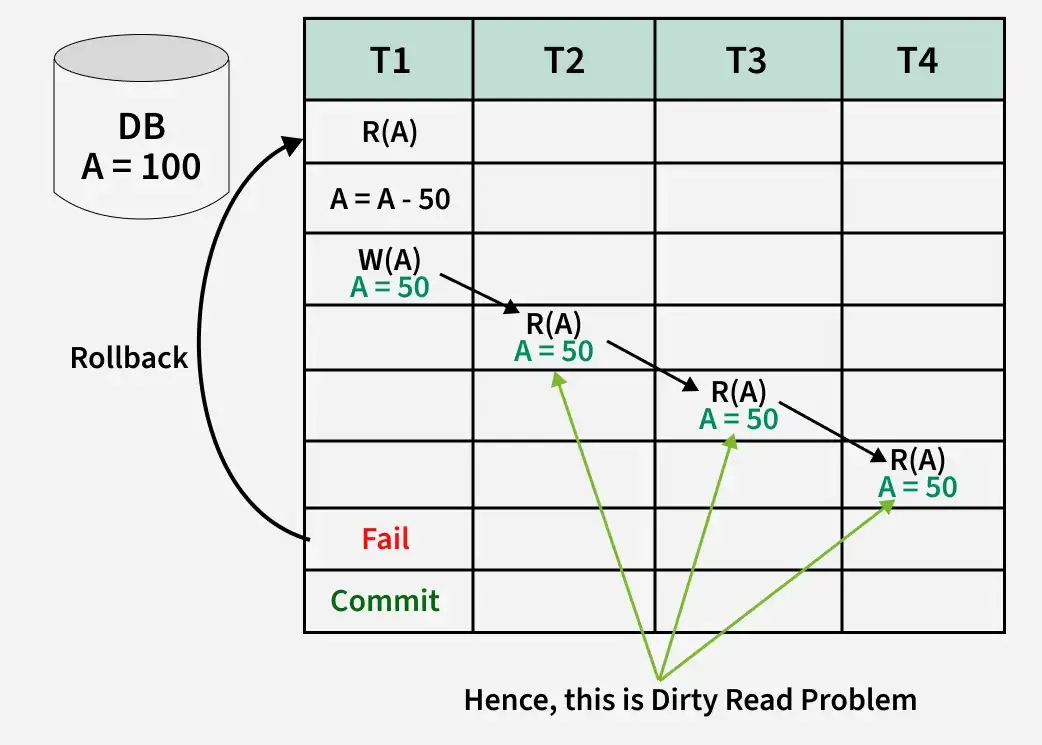 DB
A = 100
T1 T2 T3 T4
R(A)
A = A - 50
W(A)
A = 50
R(A)
A = 50
Rollback
R(A)
A = 50
R(A)
A = 50
Fail
Commit
Hence, this is Dirty Read Problem